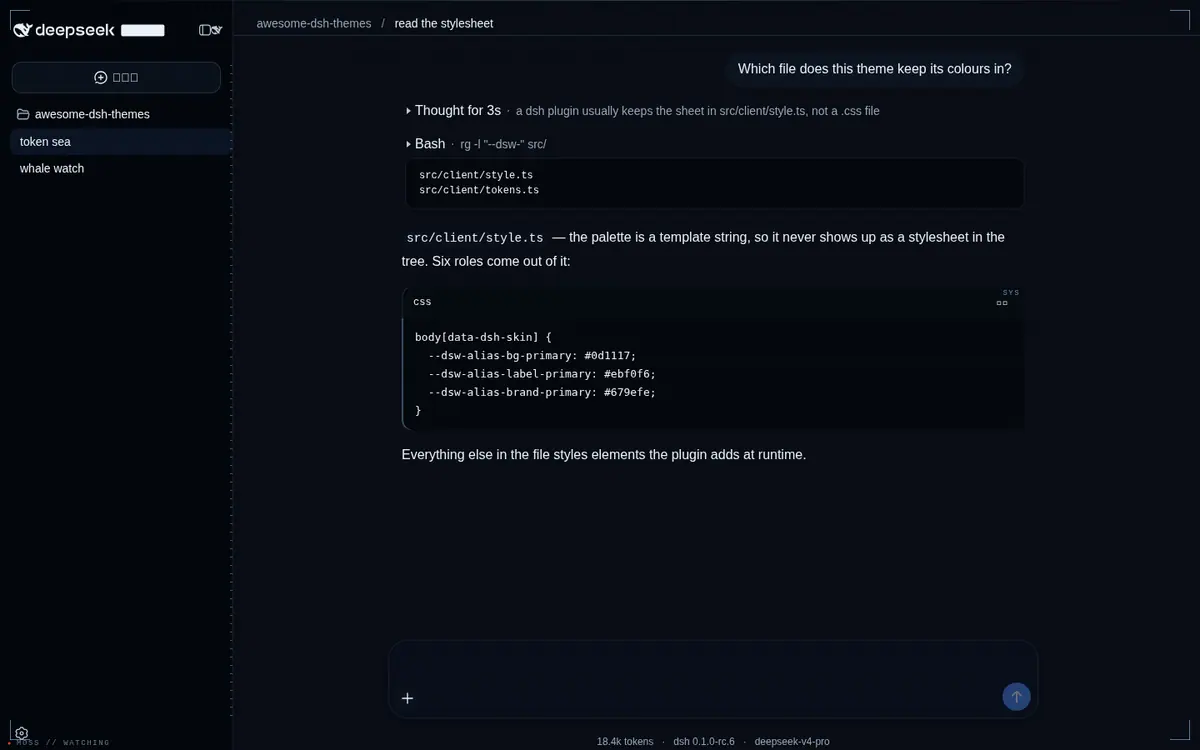 deepseek
awesome-dsh-themes
token sea
whale watch
MOSS // WATCHING
awesome-dsh-themes / read the stylesheet
Which file does this theme keep its colours in?
Thought for 3s · a dsh plugin usually keeps the sheet in src/client/style.ts, not a .css file
Bash · rg -l "--dsw-" src/
src/client/style.ts
src/client/tokens.ts
src/client/style.ts — the palette is a template string, so it never shows up as a stylesheet in the
tree. Six roles come out of it:
SYS
css
body[data-dsh-skin] {
--dsw-alias-bg-primary: #0d1117;
--dsw-alias-label-primary: #ebf0f6;
--dsw-alias-brand-primary: #679efe;
}
Everything else in the file styles elements the plugin adds at runtime.
18.4k tokens · dsh 0.1.0-rc.6 · deepseek-v4-pro